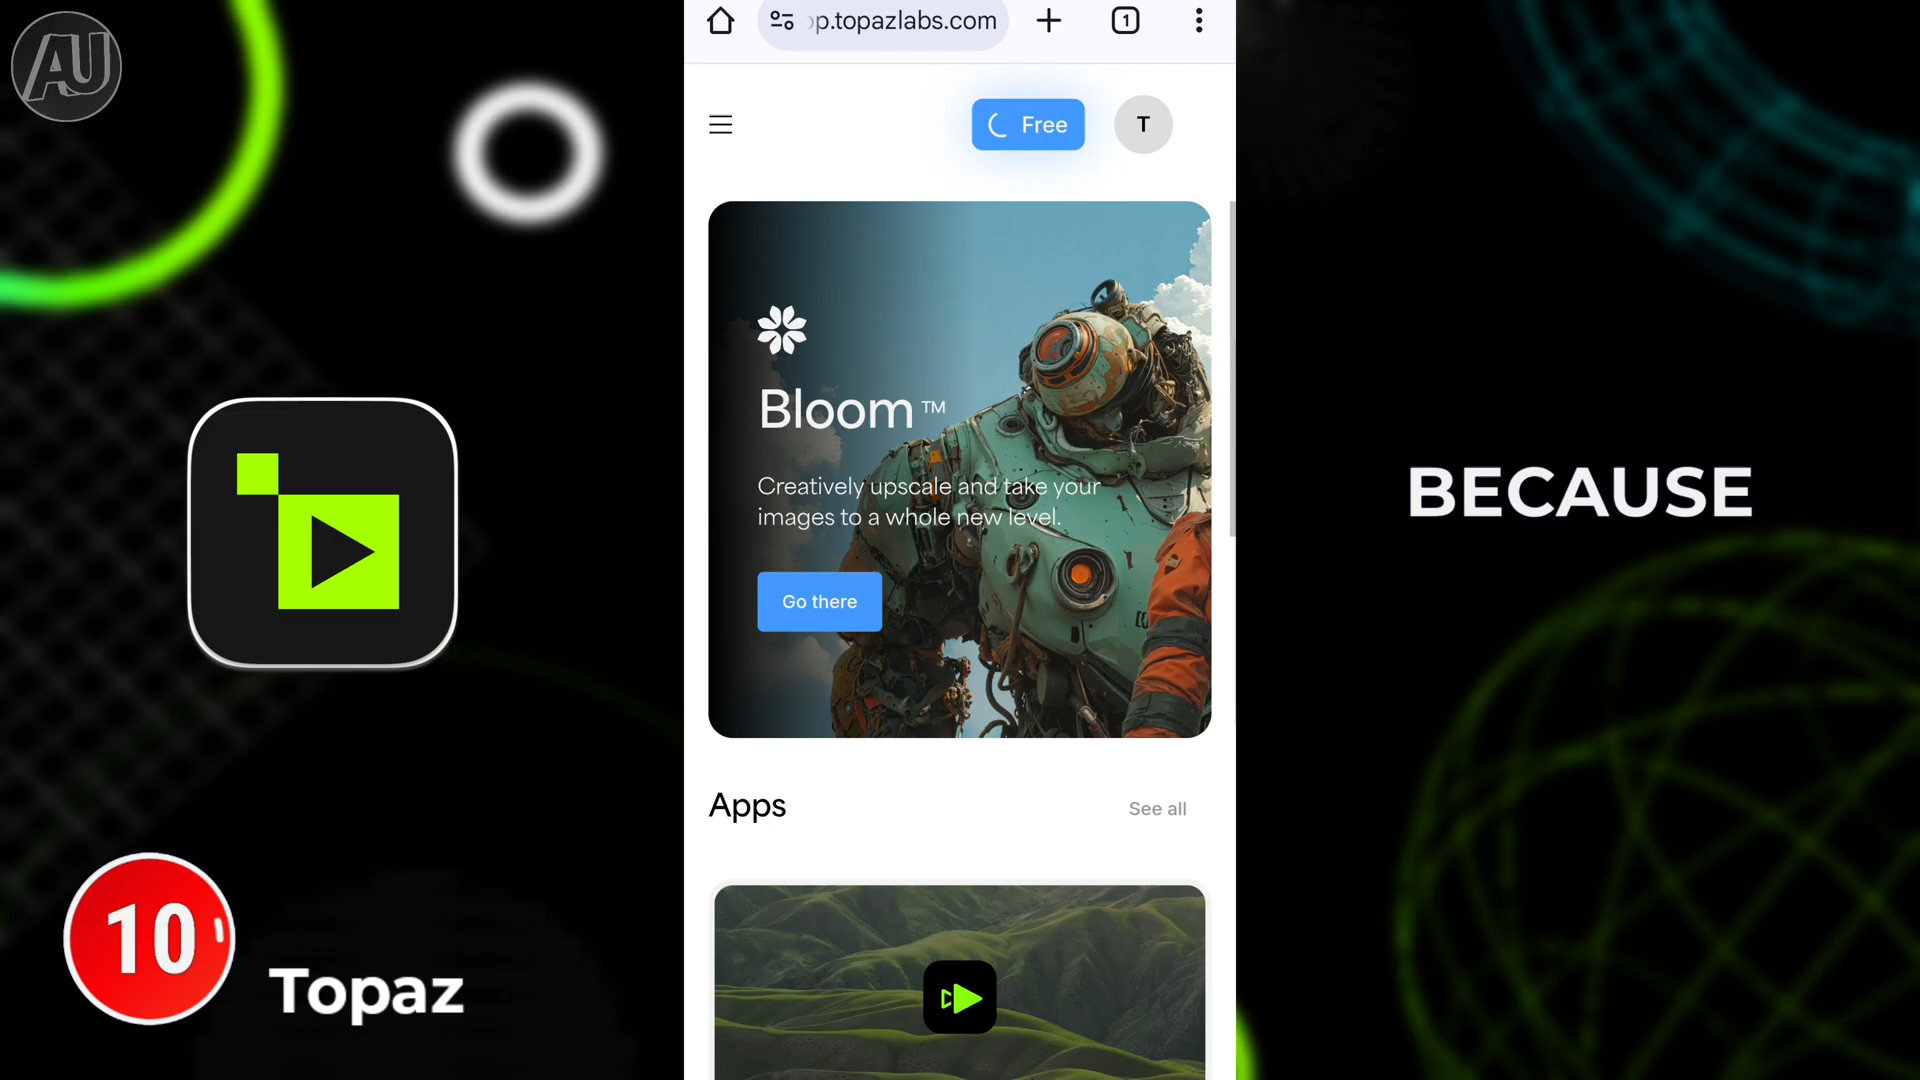 AU
p.topazlabs.com
1
Free
T
Bloom™
Creatively upscale and take your
images to a whole new level.
Go there
BECAUSE
Apps
See all
10
Topaz